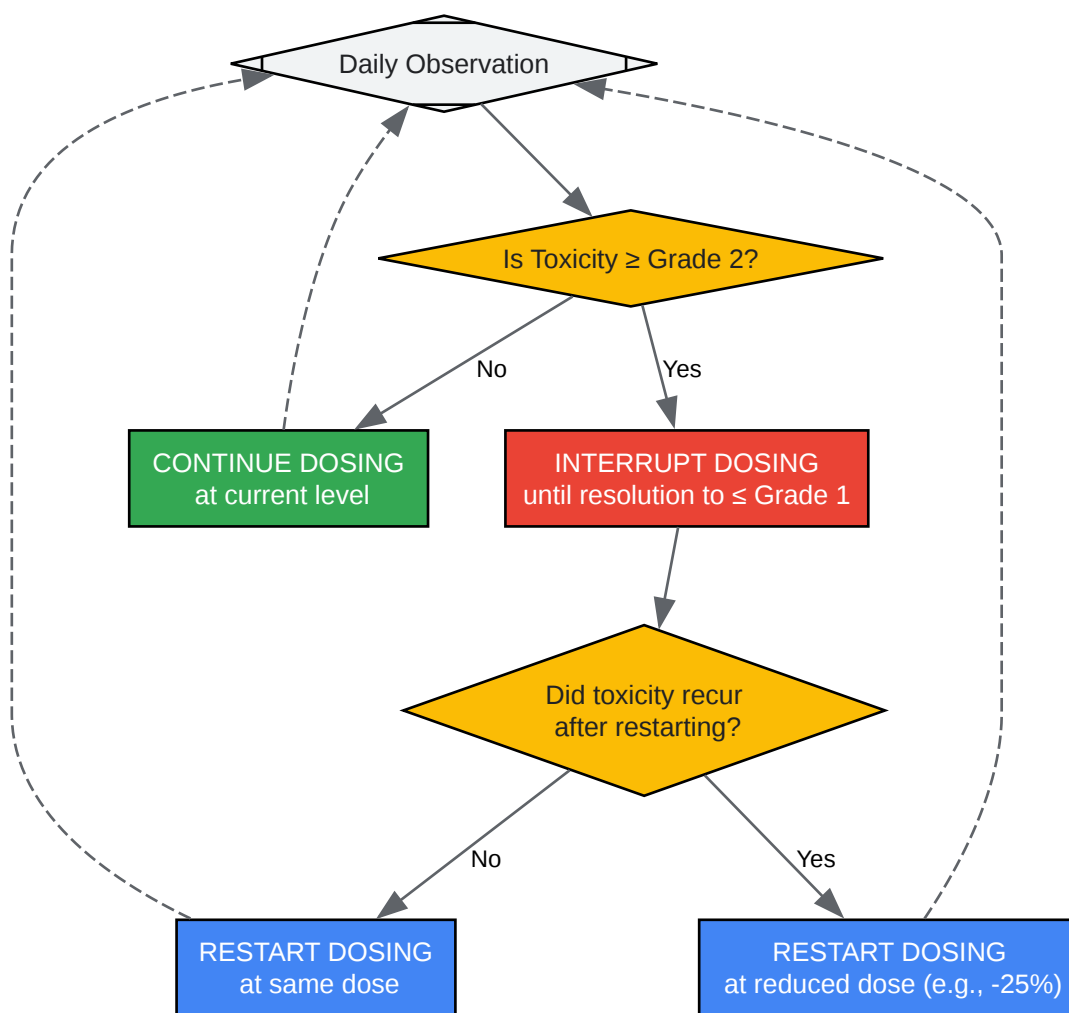 Daily Observation
Is Toxicity ≥ Grade 2?
No
Yes
CONTINUE DOSING
at current level
INTERRUPT DOSING
until resolution to ≤ Grade 1
Did toxicity recur
after restarting?
No
Yes
RESTART DOSING
at same dose
RESTART DOSING
at reduced dose (e.g., -25%)